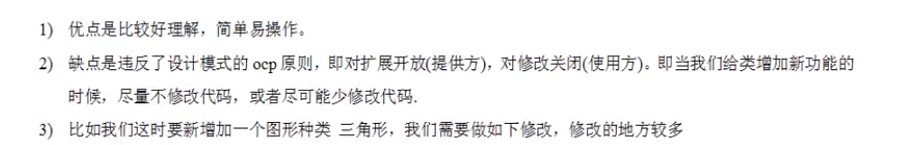 1) 优点是比较好理解，简单易操作。
2) 缺点是违反了设计模式的 ocp 原则，即对扩展开放(提供方)，对修改关闭(使用方)。即当我们给类增加新功能的
时候，尽量不修改代码，或者尽可能少修改代码.
3) 比如我们这时要新增加一个图形种类 三角形，我们需要做如下修改，修改的地方较多